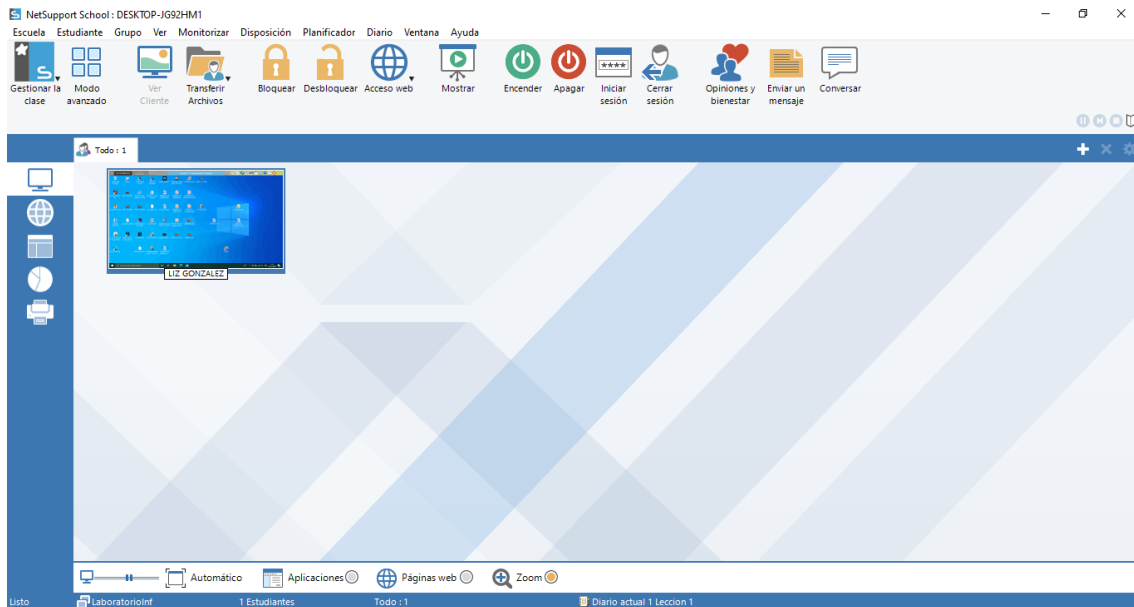 NetSupport School : DESKTOP-JG92HM1
Escuela Estudiante Grupo Ver Monitorizar Disposición Planificador Diario Ventana Ayuda
Gestionar la clase
Modo avanzado
Ver Cliente
Transferir Archivos
Bloquear
Desbloquear
Acceso web
Mostrar
Encender
Apagar
Iniciar sesión
Cerrar sesión
Opiniones y bienestar
Enviar un mensaje
Conversar
Todo : 1
LIZ GONZALEZ
Automático Aplicaciones Páginas web Zoom
Listo LaboratorioInf 1 Estudiantes Todo : 1 Diario actual 1 Leccion 1